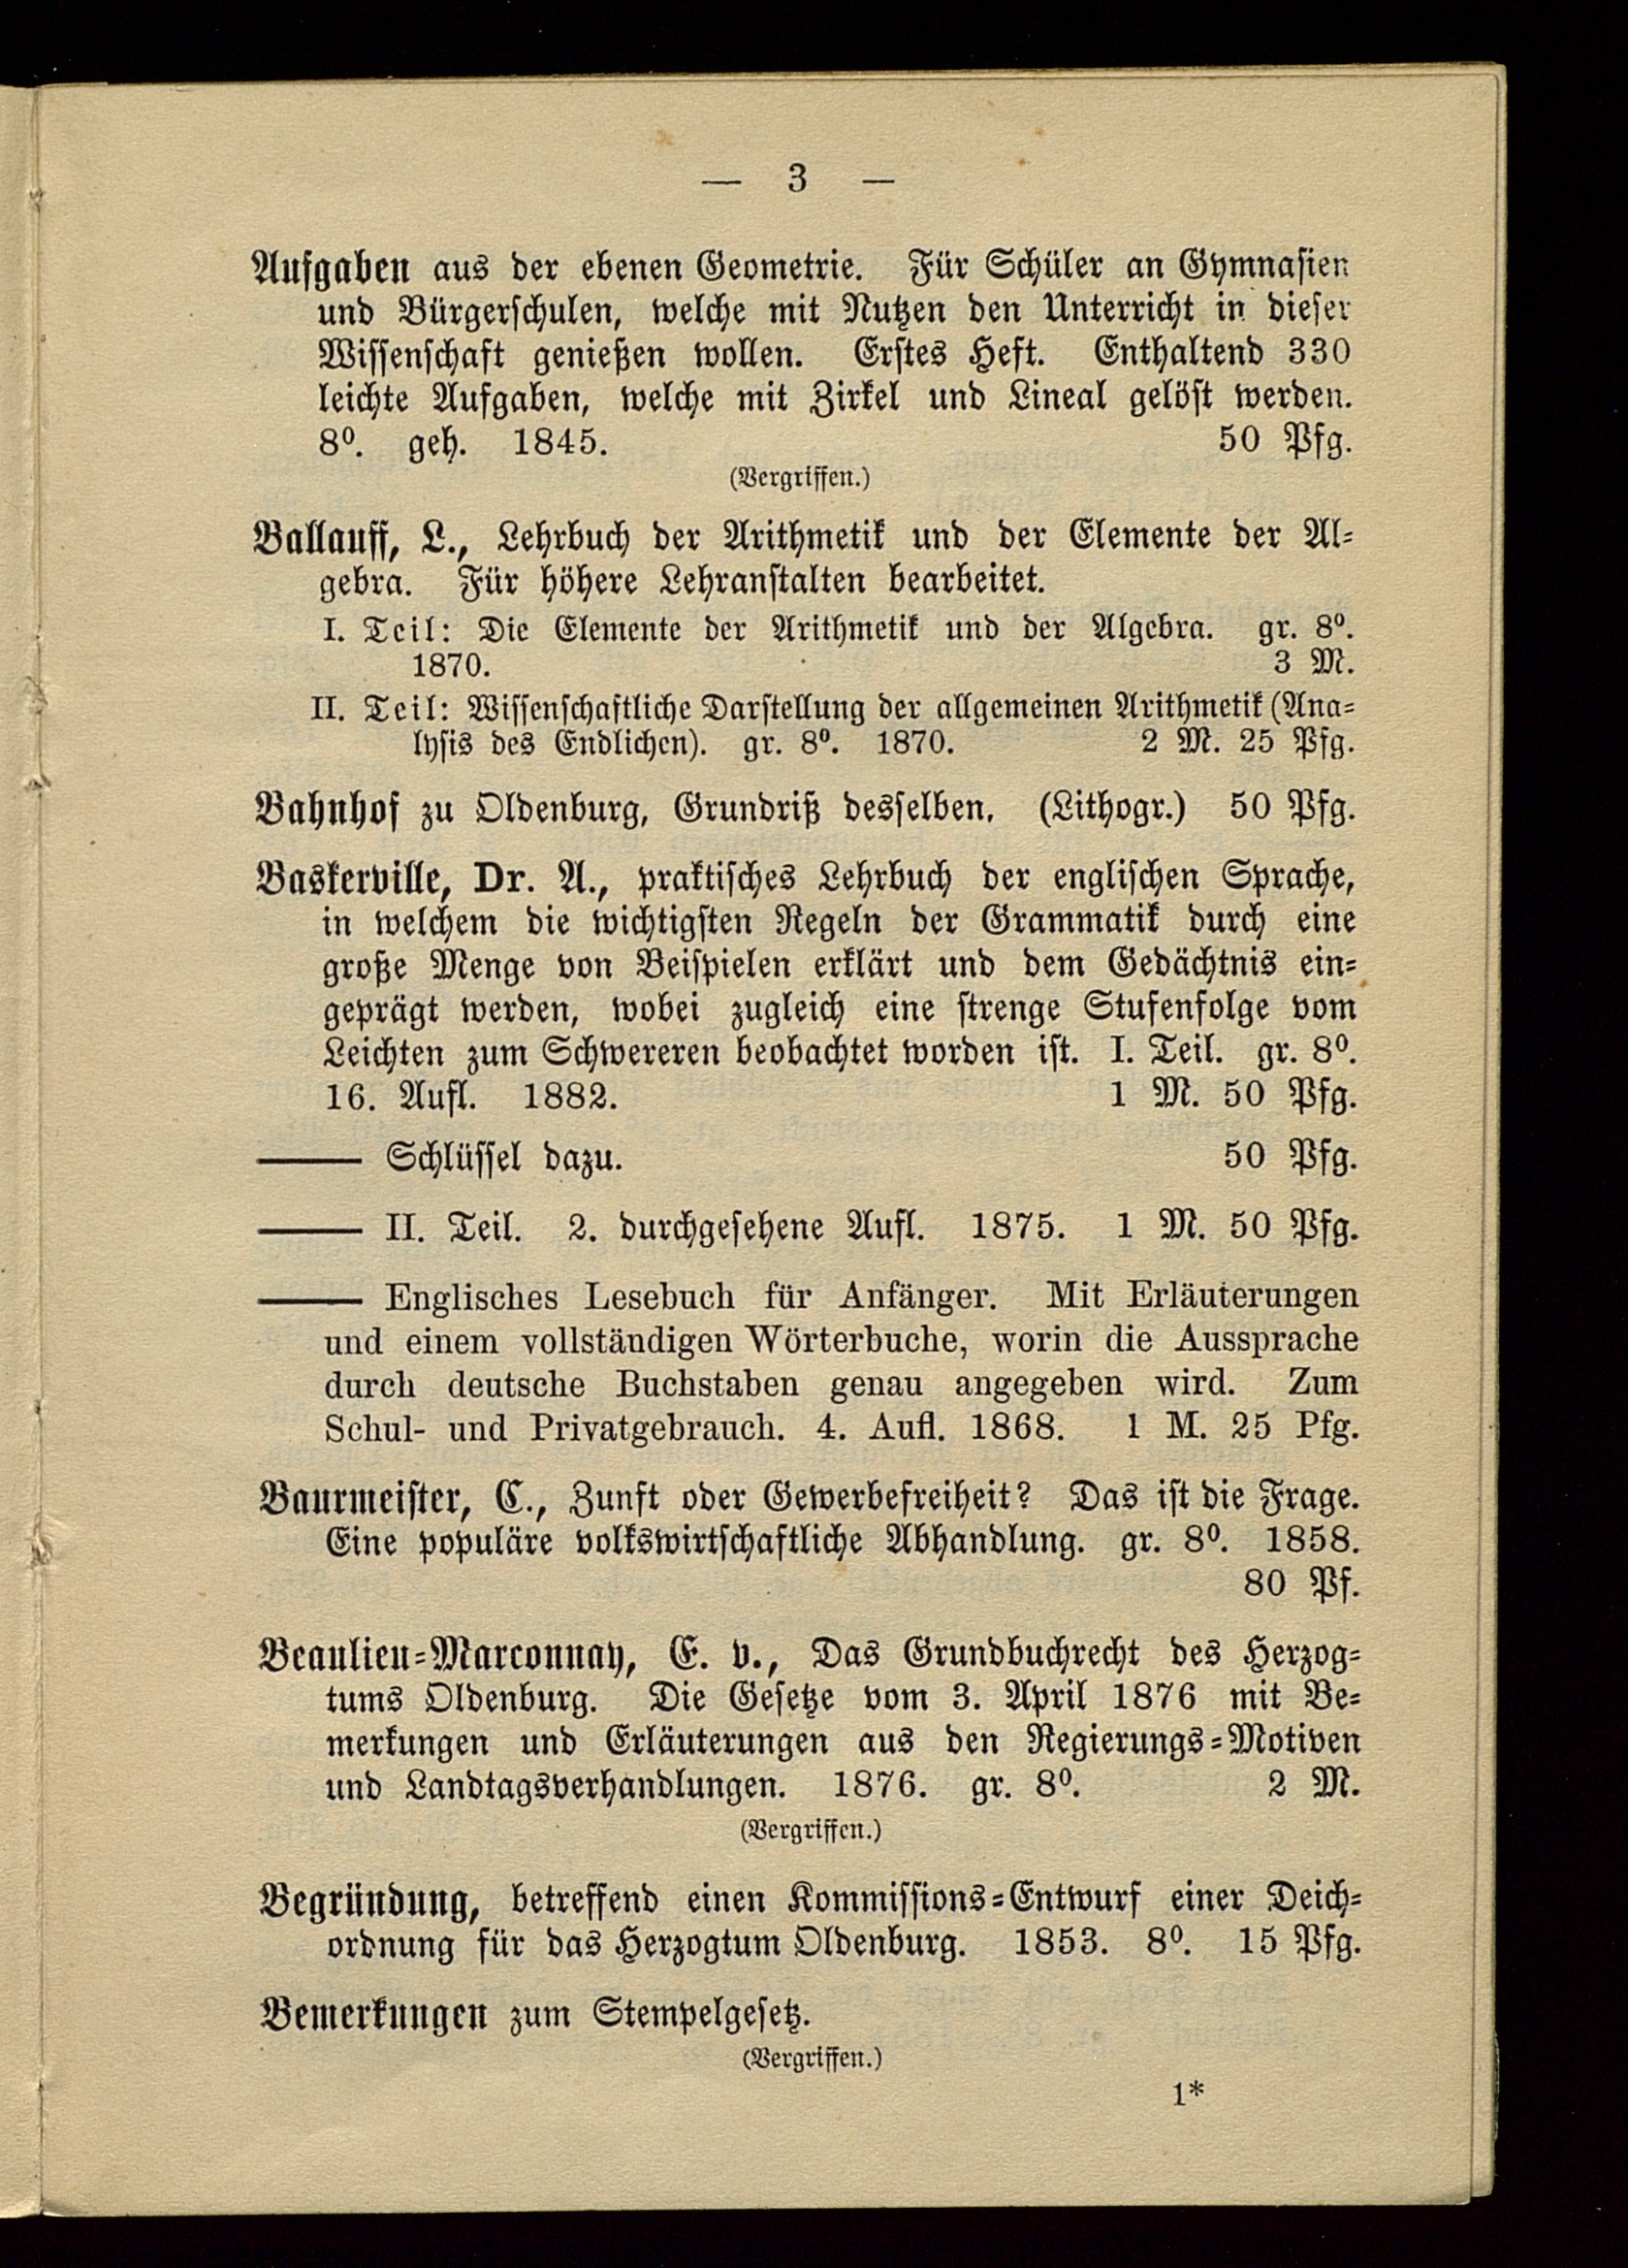 — 3 —
Aufgaben aus der ebenen Geometrie. Für Schüler an Gymnasien
und Bürgerschulen, welche mit Nutzen den Unterricht in dieser
Wissenschaft genießen wollen. Erstes Heft. Enthaltend 330
leichte Aufgaben, welche mit Zirkel und Lineal gelöst werden.
8⁰. geh. 1845. 50 Pfg.
(Vergriffen.)
Ballauff, L., Lehrbuch der Arithmetik und der Elemente der Al-
gebra. Für höhere Lehranstalten bearbeitet.
I. Teil: Die Elemente der Arithmetik und der Algebra. gr. 8⁰.
1870. 3 M.
II. Teil: Wissenschaftliche Darstellung der allgemeinen Arithmetik (Ana-
lysis des Endlichen). gr. 8⁰. 1870. 2 M. 25 Pfg.
Bahnhof zu Oldenburg, Grundriß desselben. (Lithogr.) 50 Pfg.
Baskerville, Dr. A., praktisches Lehrbuch der englischen Sprache,
in welchem die wichtigsten Regeln der Grammatik durch eine
große Menge von Beispielen erklärt und dem Gedächtnis ein-
geprägt werden, wobei zugleich eine strenge Stufenfolge vom
Leichten zum Schwereren beobachtet worden ist. I. Teil. gr. 8⁰.
16. Aufl. 1882. 1 M. 50 Pfg.
—— Schlüssel dazu. 50 Pfg.
—— II. Teil. 2. durchgesehene Aufl. 1875. 1 M. 50 Pfg.
—— Englisches Lesebuch für Anfänger. Mit Erläuterungen
und einem vollständigen Wörterbuche, worin die Aussprache
durch deutsche Buchstaben genau angegeben wird. Zum
Schul- und Privatgebrauch. 4. Aufl. 1868. 1 M. 25 Pfg.
Baurmeister, C., Zunft oder Gewerbefreiheit? Das ist die Frage.
Eine populäre volkswirtschaftliche Abhandlung. gr. 8⁰. 1858.
80 Pf.
Beaulieu-Marconnay, E. v., Das Grundbuchrecht des Herzog-
tums Oldenburg. Die Gesetze vom 3. April 1876 mit Be-
merkungen und Erläuterungen aus den Regierungs-Motiven
und Landtagsverhandlungen. 1876. gr. 8⁰. 2 M.
(Vergriffen.)
Begründung, betreffend einen Kommissions-Entwurf einer Deich-
ordnung für das Herzogtum Oldenburg. 1853. 8⁰. 15 Pfg.
Bemerkungen zum Stempelgesetz.
(Vergriffen.)
1*